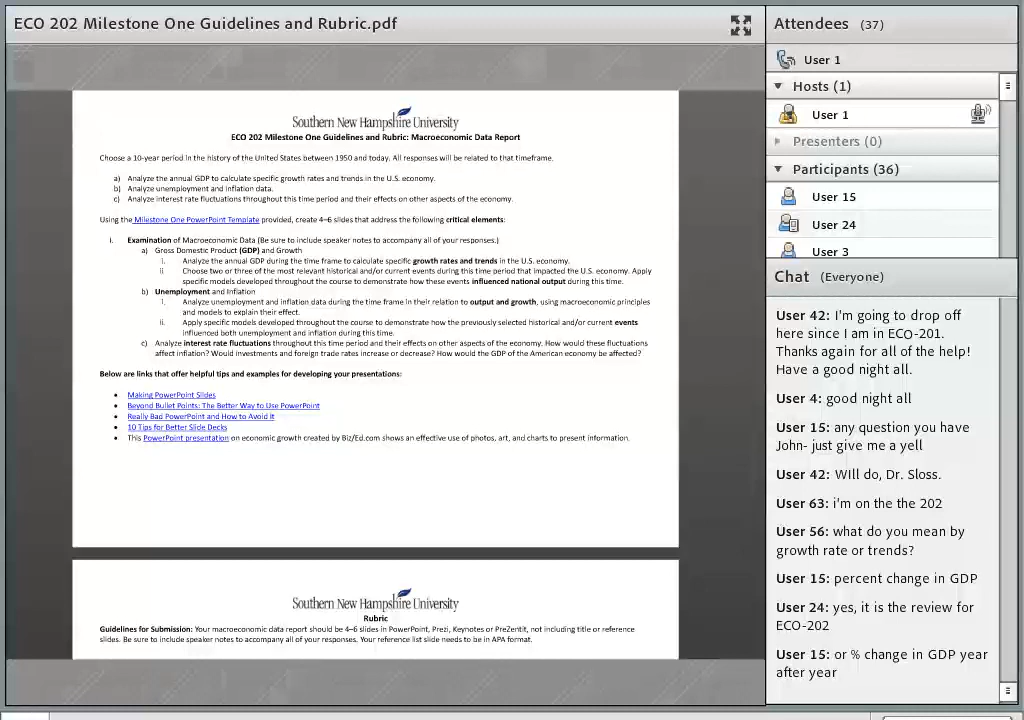 ECO 202 Milestone One Guidelines and Rubric.pdf
Southern New Hampshire University
ECO 202 Milestone One Guidelines and Rubric: Macroeconomic Data Report
Choose a 10-year period in the history of the United States between 1950 and today. All responses will be related to that timeframe.
a) Analyze the annual GDP to calculate specific growth rates and trends in the U.S. economy.
b) Analyze unemployment and inflation data.
c) Analyze interest rate fluctuations throughout this time period and their effects on other aspects of the economy.
Using the Milestone One PowerPoint Template provided, create 4–6 slides that address the following critical elements:
I. Examination of Macroeconomic Data (Be sure to include speaker notes to accompany all of your responses.)
a) Gross Domestic Product (GDP) and Growth
i. Analyze the annual GDP during the time frame to calculate specific growth rates and trends in the U.S. economy.
ii. Choose two or three of the most relevant historical and/or current events during this time period that impacted the U.S. economy. Apply
specific models developed throughout the course to demonstrate how these events influenced national output during this time.
b) Unemployment and Inflation
i. Analyze unemployment and inflation data during the time frame in their relation to output and growth, using macroeconomic principles
and models to explain their effect.
ii. Apply specific models developed throughout the course to demonstrate how the previously selected historical and/or current events
influenced both unemployment and inflation during this time.
c) Analyze interest rate fluctuations throughout this time period and their effects on other aspects of the economy. How would these fluctuations
affect inflation? Would investments and foreign trade rates increase or decrease? How would the GDP of the American economy be affected?
Below are links that offer helpful tips and examples for developing your presentations:
• Making PowerPoint Slides
• Beyond Bullet Points: The Better Way to Use PowerPoint
• Really Bad PowerPoint and How to Avoid It
• 10 Tips for Better Slide Decks
• This PowerPoint presentation on economic growth created by Biz/Ed.com shows an effective use of photos, art, and charts to present information.
Southern New Hampshire University
Rubric
Guidelines for Submission: Your macroeconomic data report should be 4–6 slides in PowerPoint, Prezi, Keynotes or PreZentit, not including title or reference
slides. Be sure to include speaker notes to accompany all of your responses. Your reference list slide needs to be in APA format.
Attendees (37)
User 1
Hosts (1)
User 1
Presenters (0)
Participants (36)
User 15
User 24
User 3
Chat (Everyone)
User 42: I'm going to drop off
here since I am in ECO-201.
Thanks again for all of the help!
Have a good night all.
User 4: good night all
User 15: any question you have
John- just give me a yell
User 42: WIll do, Dr. Sloss.
User 63: i'm on the the 202
User 56: what do you mean by
growth rate or trends?
User 15: percent change in GDP
User 24: yes, it is the review for
ECO-202
User 15: or % change in GDP year
after year